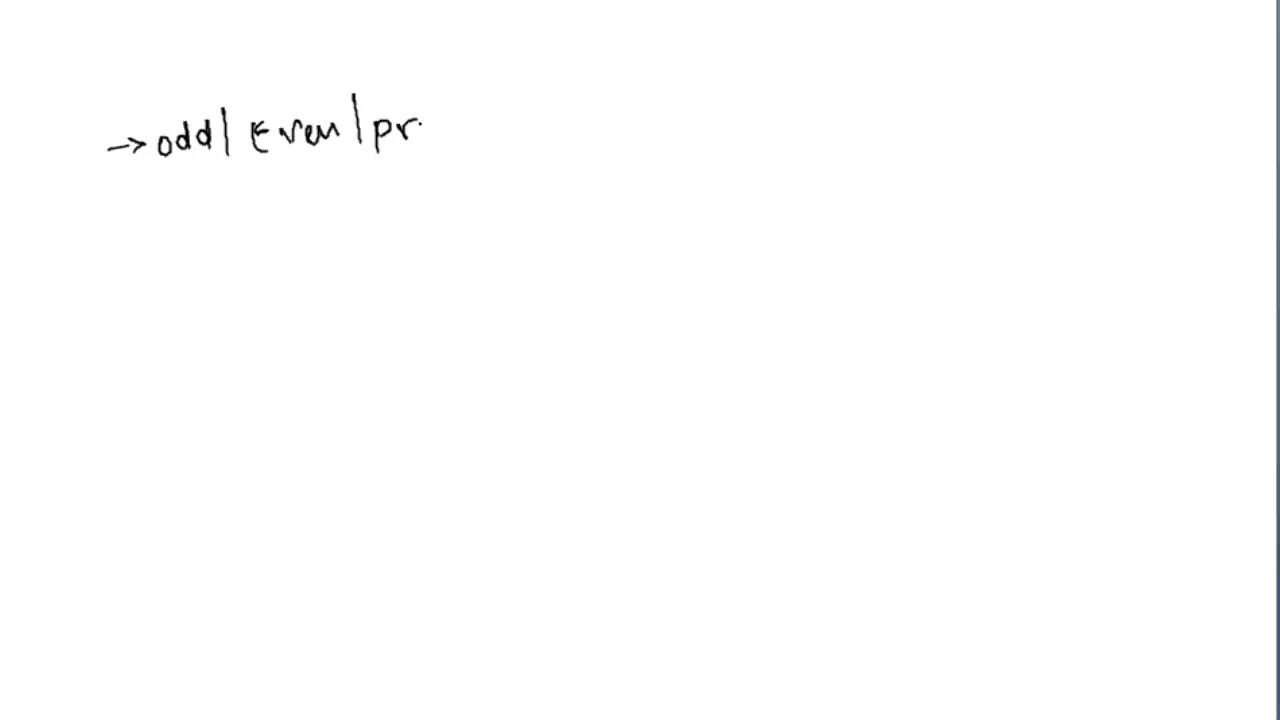 → odd | Even | pr